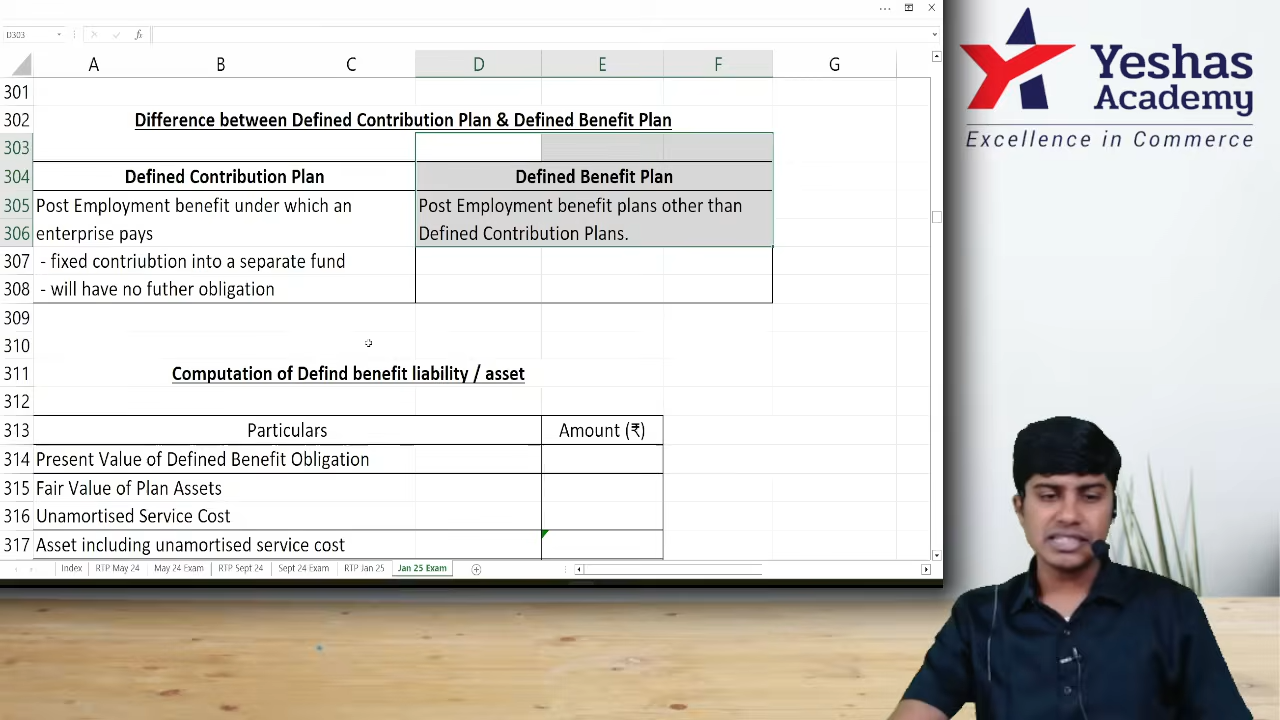 D303
fx
A B C D E F G
301
302 Difference between Defined Contribution Plan & Defined Benefit Plan
303
304 Defined Contribution Plan Defined Benefit Plan
305 Post Employment benefit under which an Post Employment benefit plans other than
306 enterprise pays Defined Contribution Plans.
307 - fixed contriubtion into a separate fund
308 - will have no futher obligation
309
310
311 Computation of Defind benefit liability / asset
312
313 Particulars Amount (₹)
314 Present Value of Defined Benefit Obligation
315 Fair Value of Plan Assets
316 Unamortised Service Cost
317 Asset including unamortised service cost
Index RTP May 24 May 24 Exam RTP Sept 24 Sept 24 Exam RTP Jan 25 Jan 25 Exam
Yeshas
Academy
Excellence in Commerce